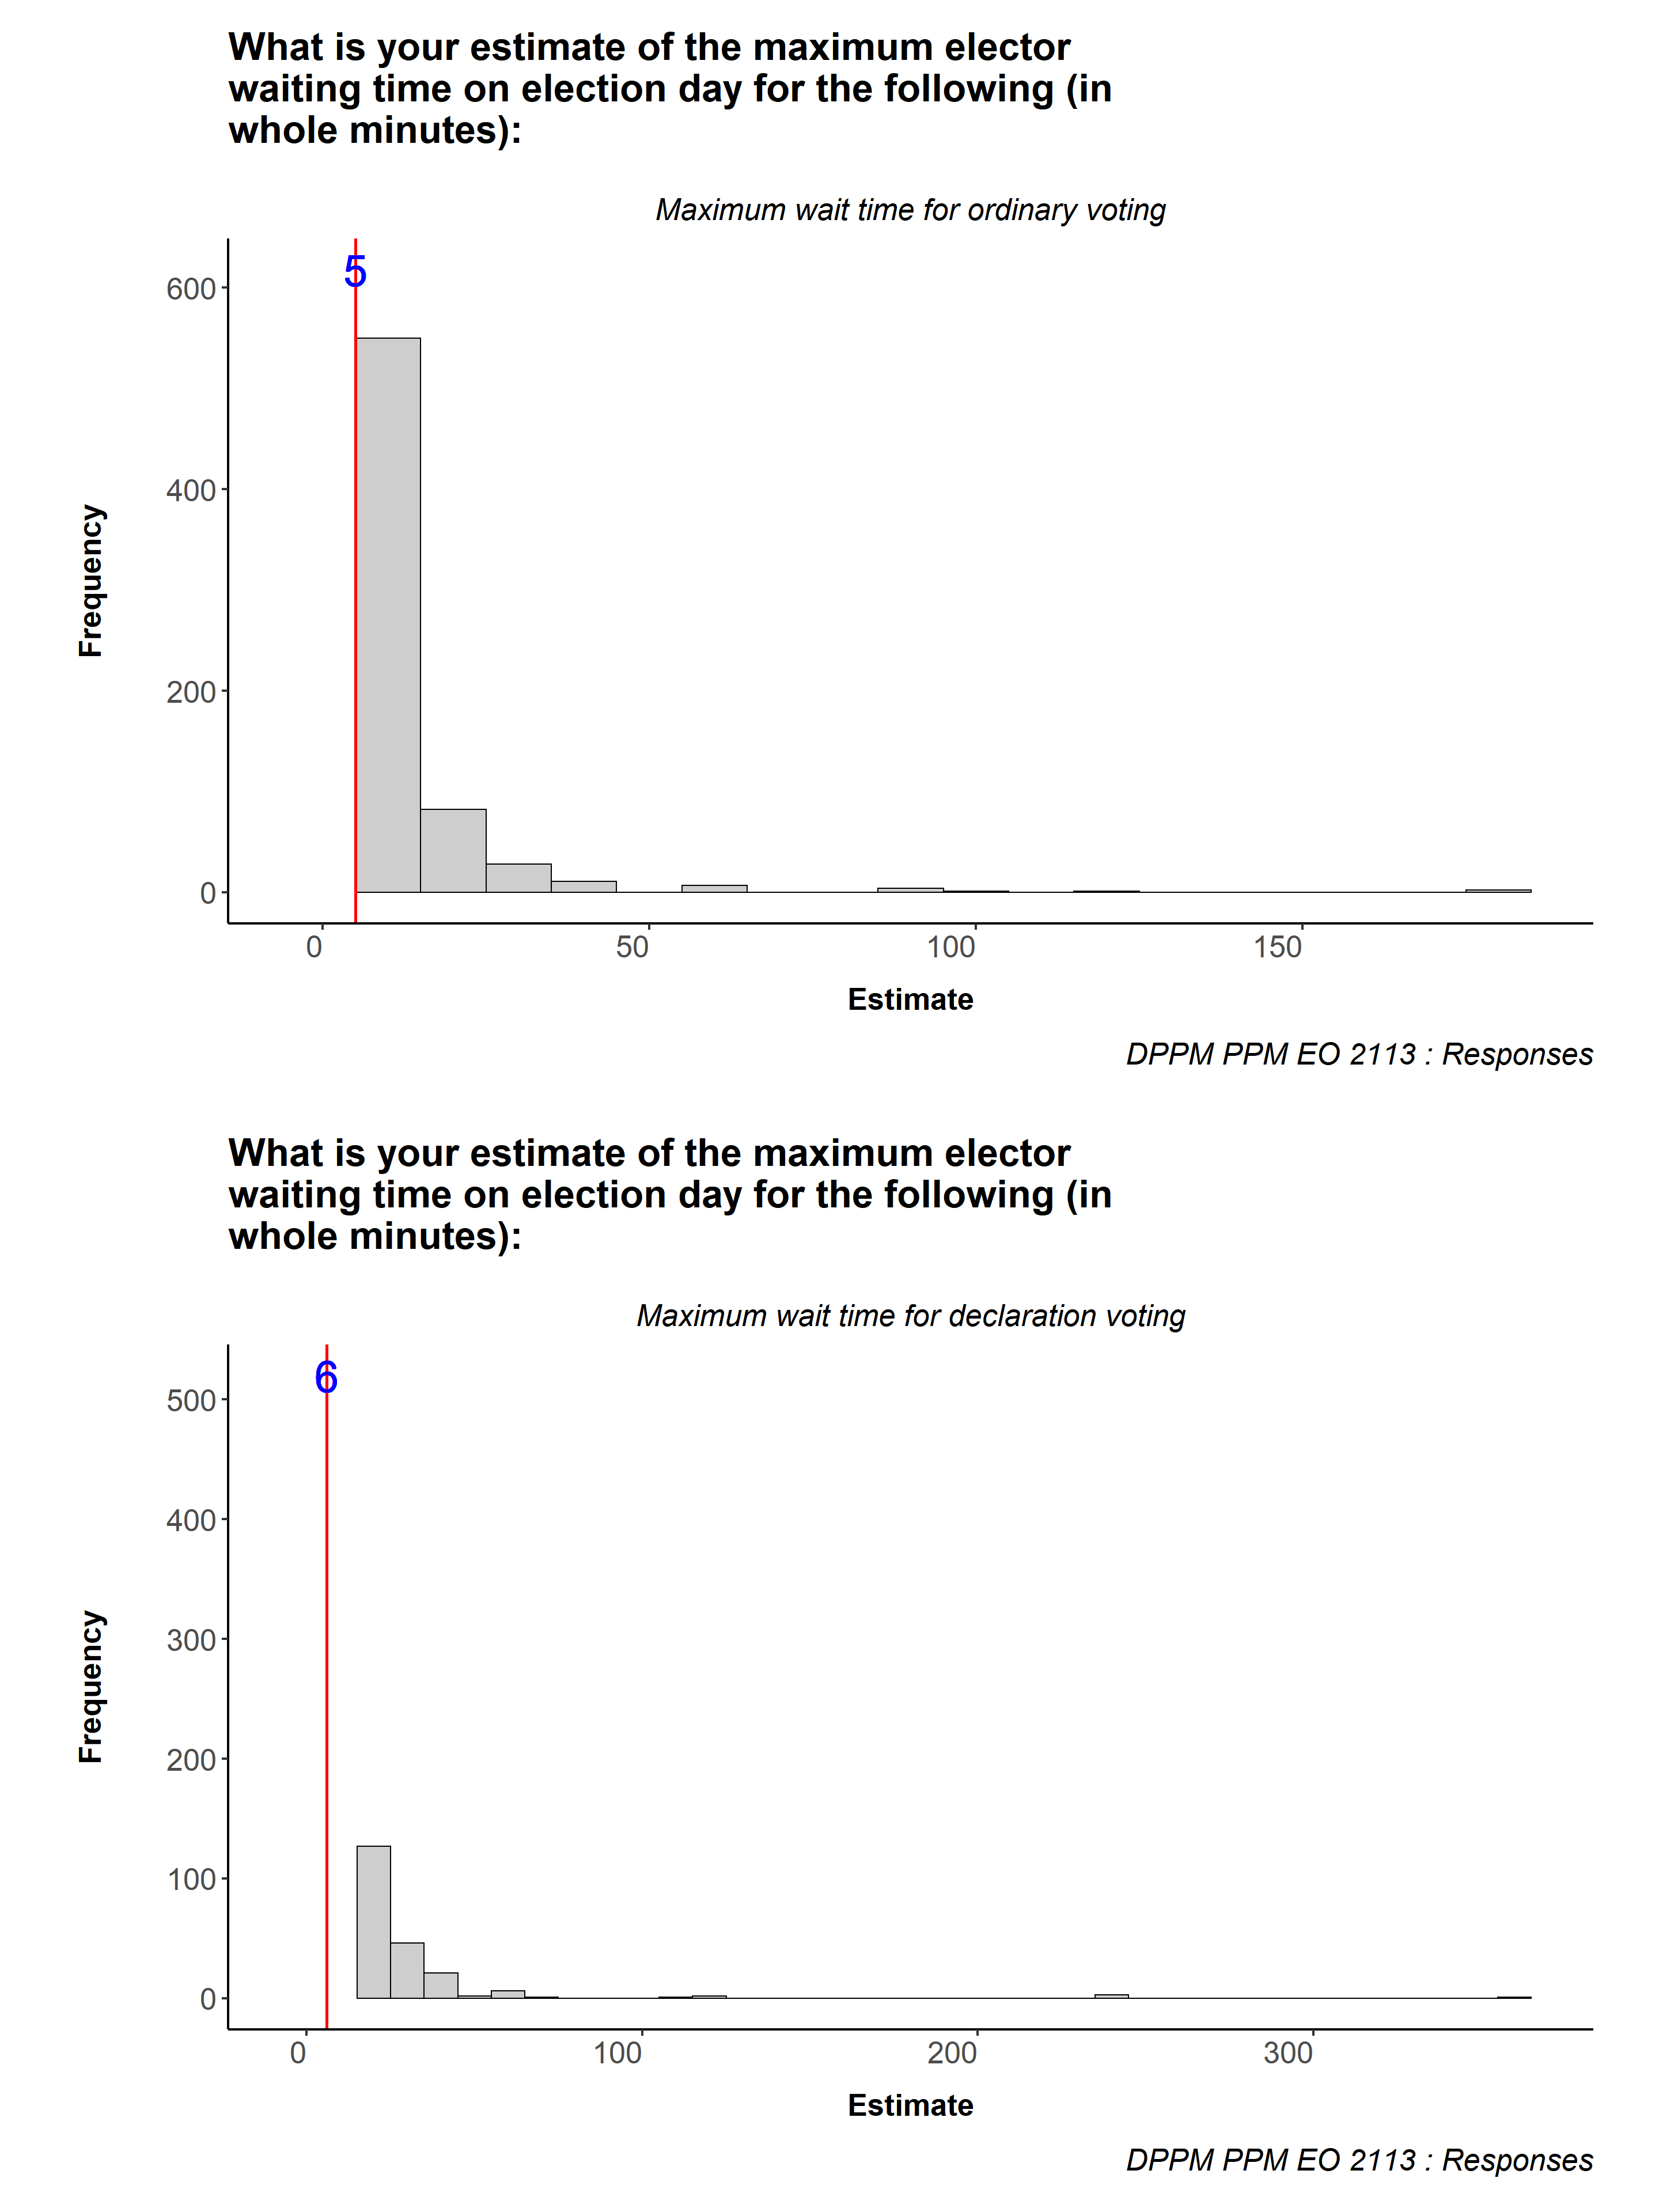 What is your estimate of the maximum elector
waiting time on election day for the following (in
whole minutes):
Maximum wait time for ordinary voting
5
600
400
200
0
Frequency
0 50 100 150
Estimate
DPPM PPM EO 2113 : Responses
What is your estimate of the maximum elector
waiting time on election day for the following (in
whole minutes):
Maximum wait time for declaration voting
6
500
400
300
200
100
0
Frequency
0 100 200 300
Estimate
DPPM PPM EO 2113 : Responses